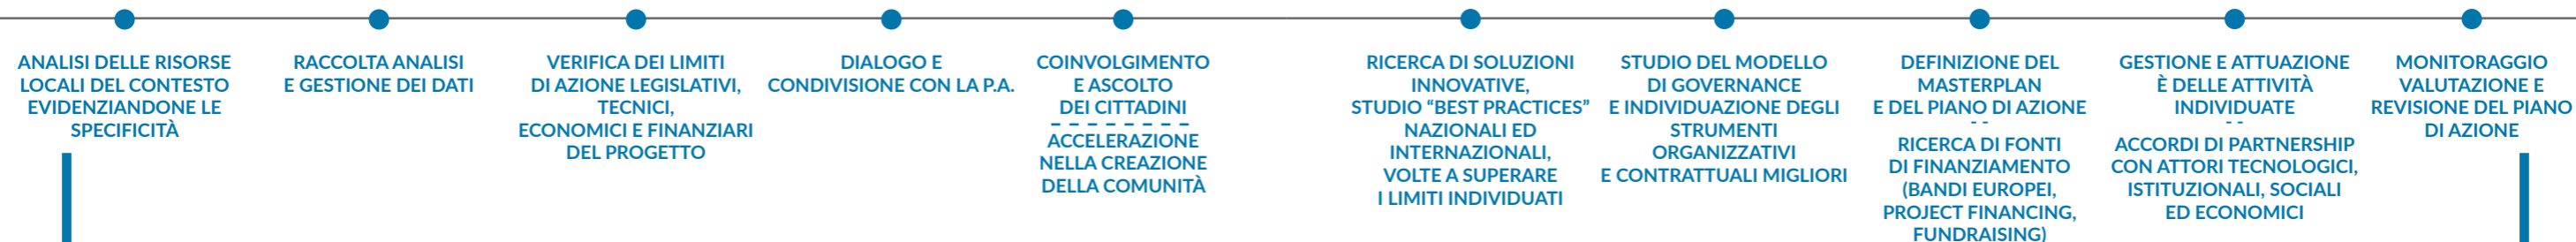 ANALISI DELLE RISORSE
LOCALI DEL CONTESTO
EVIDENZIANDONE LE
SPECIFICITÀ
RACCOLTA ANALISI
E GESTIONE DEI DATI
VERIFICA DEI LIMITI
DI AZIONE LEGISLATIVI,
TECNICI,
ECONOMICI E FINANZIARI
DEL PROGETTO
DIALOGO E
CONDIVISIONE CON LA P.A.
COINVOLGIMENTO
E ASCOLTO
DEI CITTADINI
ACCELERAZIONE
NELLA CREAZIONE
DELLA COMUNITÀ
RICERCA DI SOLUZIONI
INNOVATIVE,
STUDIO “BEST PRACTICES”
NAZIONALI ED
INTERNAZIONALI,
VOLTE A SUPERARE
I LIMITI INDIVIDUATI
STUDIO DEL MODELLO
DI GOVERNANCE
E INDIVIDUAZIONE DEGLI
STRUMENTI
ORGANIZZATIVI
E CONTRATTUALI MIGLIORI
DEFINIZIONE DEL
MASTERPLAN
E DEL PIANO DI AZIONE
RICERCA DI FONTI
DI FINANZIAMENTO
(BANDI EUROPEI,
PROJECT FINANCING,
FUNDRAISING)
GESTIONE E ATTUAZIONE
È DELLE ATTIVITÀ
INDIVIDUATE
ACCORDI DI PARTNERSHIP
CON ATTORI TECNOLOGICI,
ISTITUZIONALI, SOCIALI
ED ECONOMICI
MONITORAGGIO
VALUTAZIONE E
REVISIONE DEL PIANO
DI AZIONE